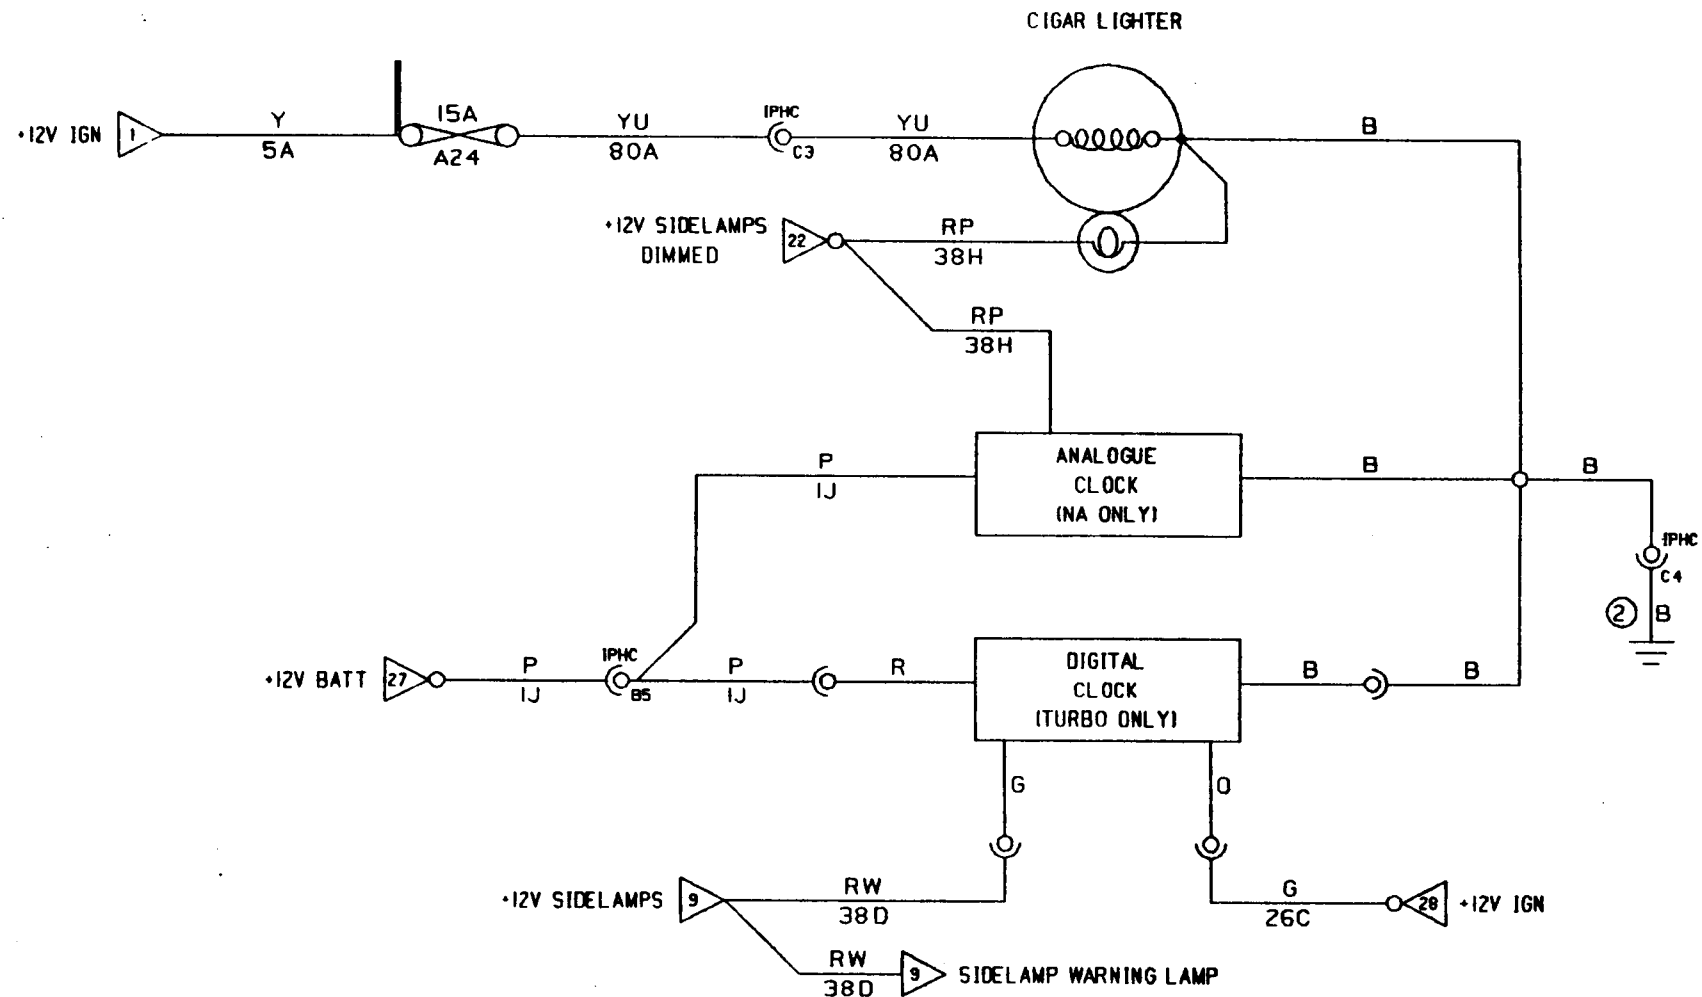 CIGAR LIGHTER
+12V IGN
1
Y
5A
15A
A24
YU
80A
IPHC
C3
YU
80A
B
+12V SIDELAMPS
DIMMED
22
RP
38H
RP
38H
P
1J
ANALOGUE
CLOCK
(NA ONLY)
B
B
IPHC
C4
2
B
+12V BATT
27
P
1J
IPHC
B5
P
1J
R
DIGITAL
CLOCK
(TURBO ONLY)
B
B
G
O
+12V SIDELAMPS
9
RW
38D
G
26C
28
+12V IGN
RW
38D
9
SIDELAMP WARNING LAMP